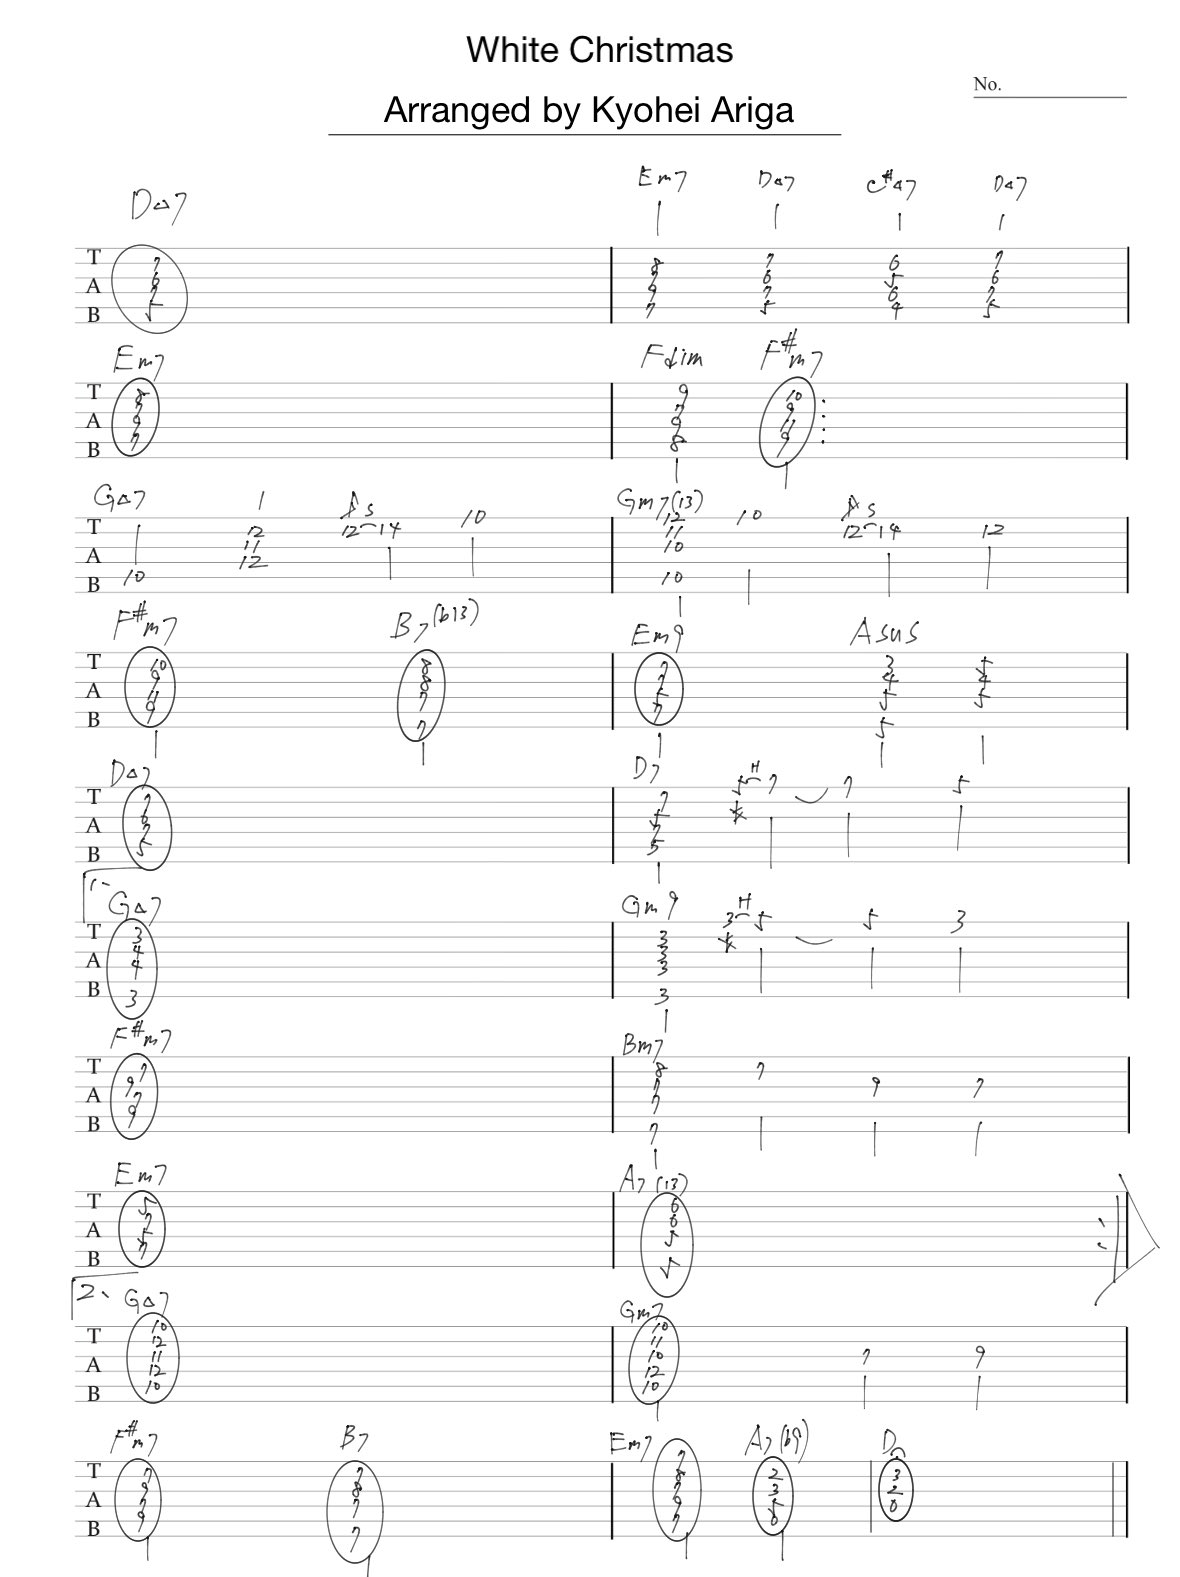 White Christmas
Arranged by Kyohei Ariga
No.
D△7 Em7 D△7 C#△7 D△7
T A B
7 6 7 5
8 7 9 7
7 6 7 5
6 5 6 4
7 6 7 5
Em7 Fdim F#m7
T A B
8 7 9 7
9 7 9 8
10 9 11 9
G△7 S Gm7(13) S
T A B
10
12 11 12
12 14
10
12 11 10 10
10
12 14
12
F#m7 B7(b13) Em9 Asus
T A B
10 9 11 9
8 8 7 7
7 7 5 7
3 4 5 5
5 4 5
D△7 D7 H
T A B
7 6 7 5
7 5 7 5
5 7 7 5
1.
G△7 Gm9 H
T A B
3 4 4 3
3 3 3 3
3 5 5 3
F#m7 Bm7
T A B
7 9 7 9
8 7 7 7
7 9 7
Em7 A7(13)
T A B
5 7 5 7
6 6 5
2.
G△7 Gm7
T A B
10 12 11 12 10
10 11 10 12 10
7 9
F#m7 B7 Em7 A7(b9) D
T A B
7 9 7 9
7 8 7 7
7 8 7 9 7
2 3 5 0
3 2 0